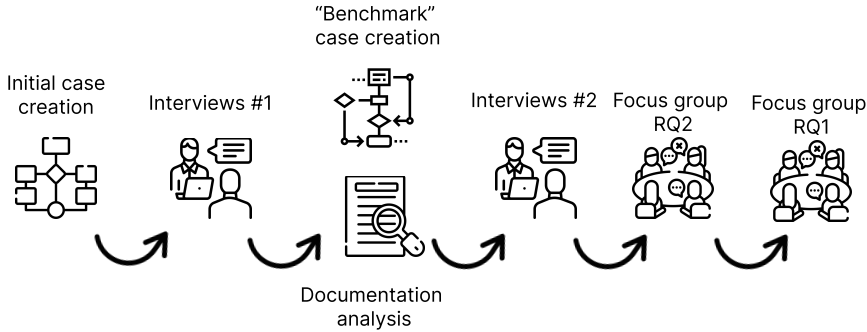 Initial case
creation
Interviews #1
“Benchmark”
case creation
Documentation
analysis
Interviews #2
Focus group
RQ2
Focus group
RQ1